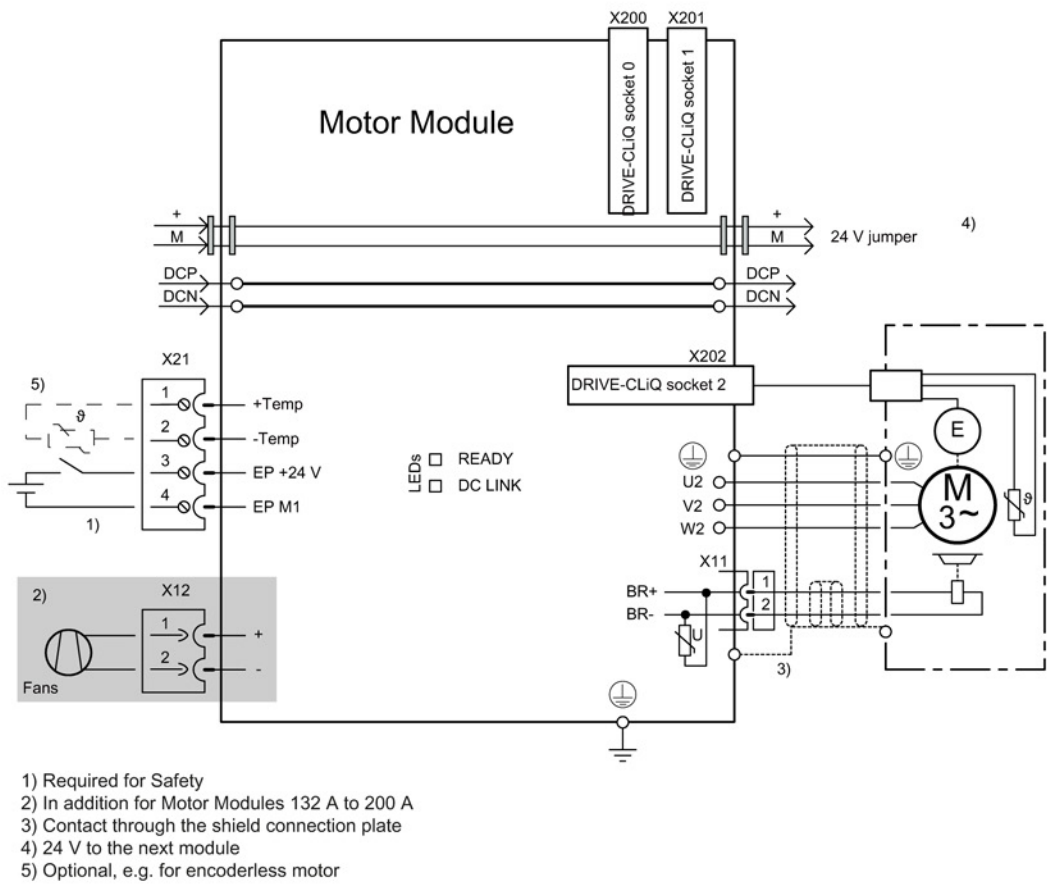 X200 X201
DRIVE-CLiQ socket 0
DRIVE-CLiQ socket 1
Motor Module
+ +
M M 24 V jumper 4)
DCP DCP
DCN DCN
X21 X202
DRIVE-CLiQ socket 2
5)
ϑ
1 +Temp
2 -Temp
3 EP +24 V
4 EP M1
1)
LEDs
READY
DC LINK
E
M
3~
ϑ
U2
V2
W2
X11
BR+ 1
BR- 2
U
3)
2) X12
1 +
2 -
Fans
1) Required for Safety
2) In addition for Motor Modules 132 A to 200 A
3) Contact through the shield connection plate
4) 24 V to the next module
5) Optional, e.g. for encoderless motor